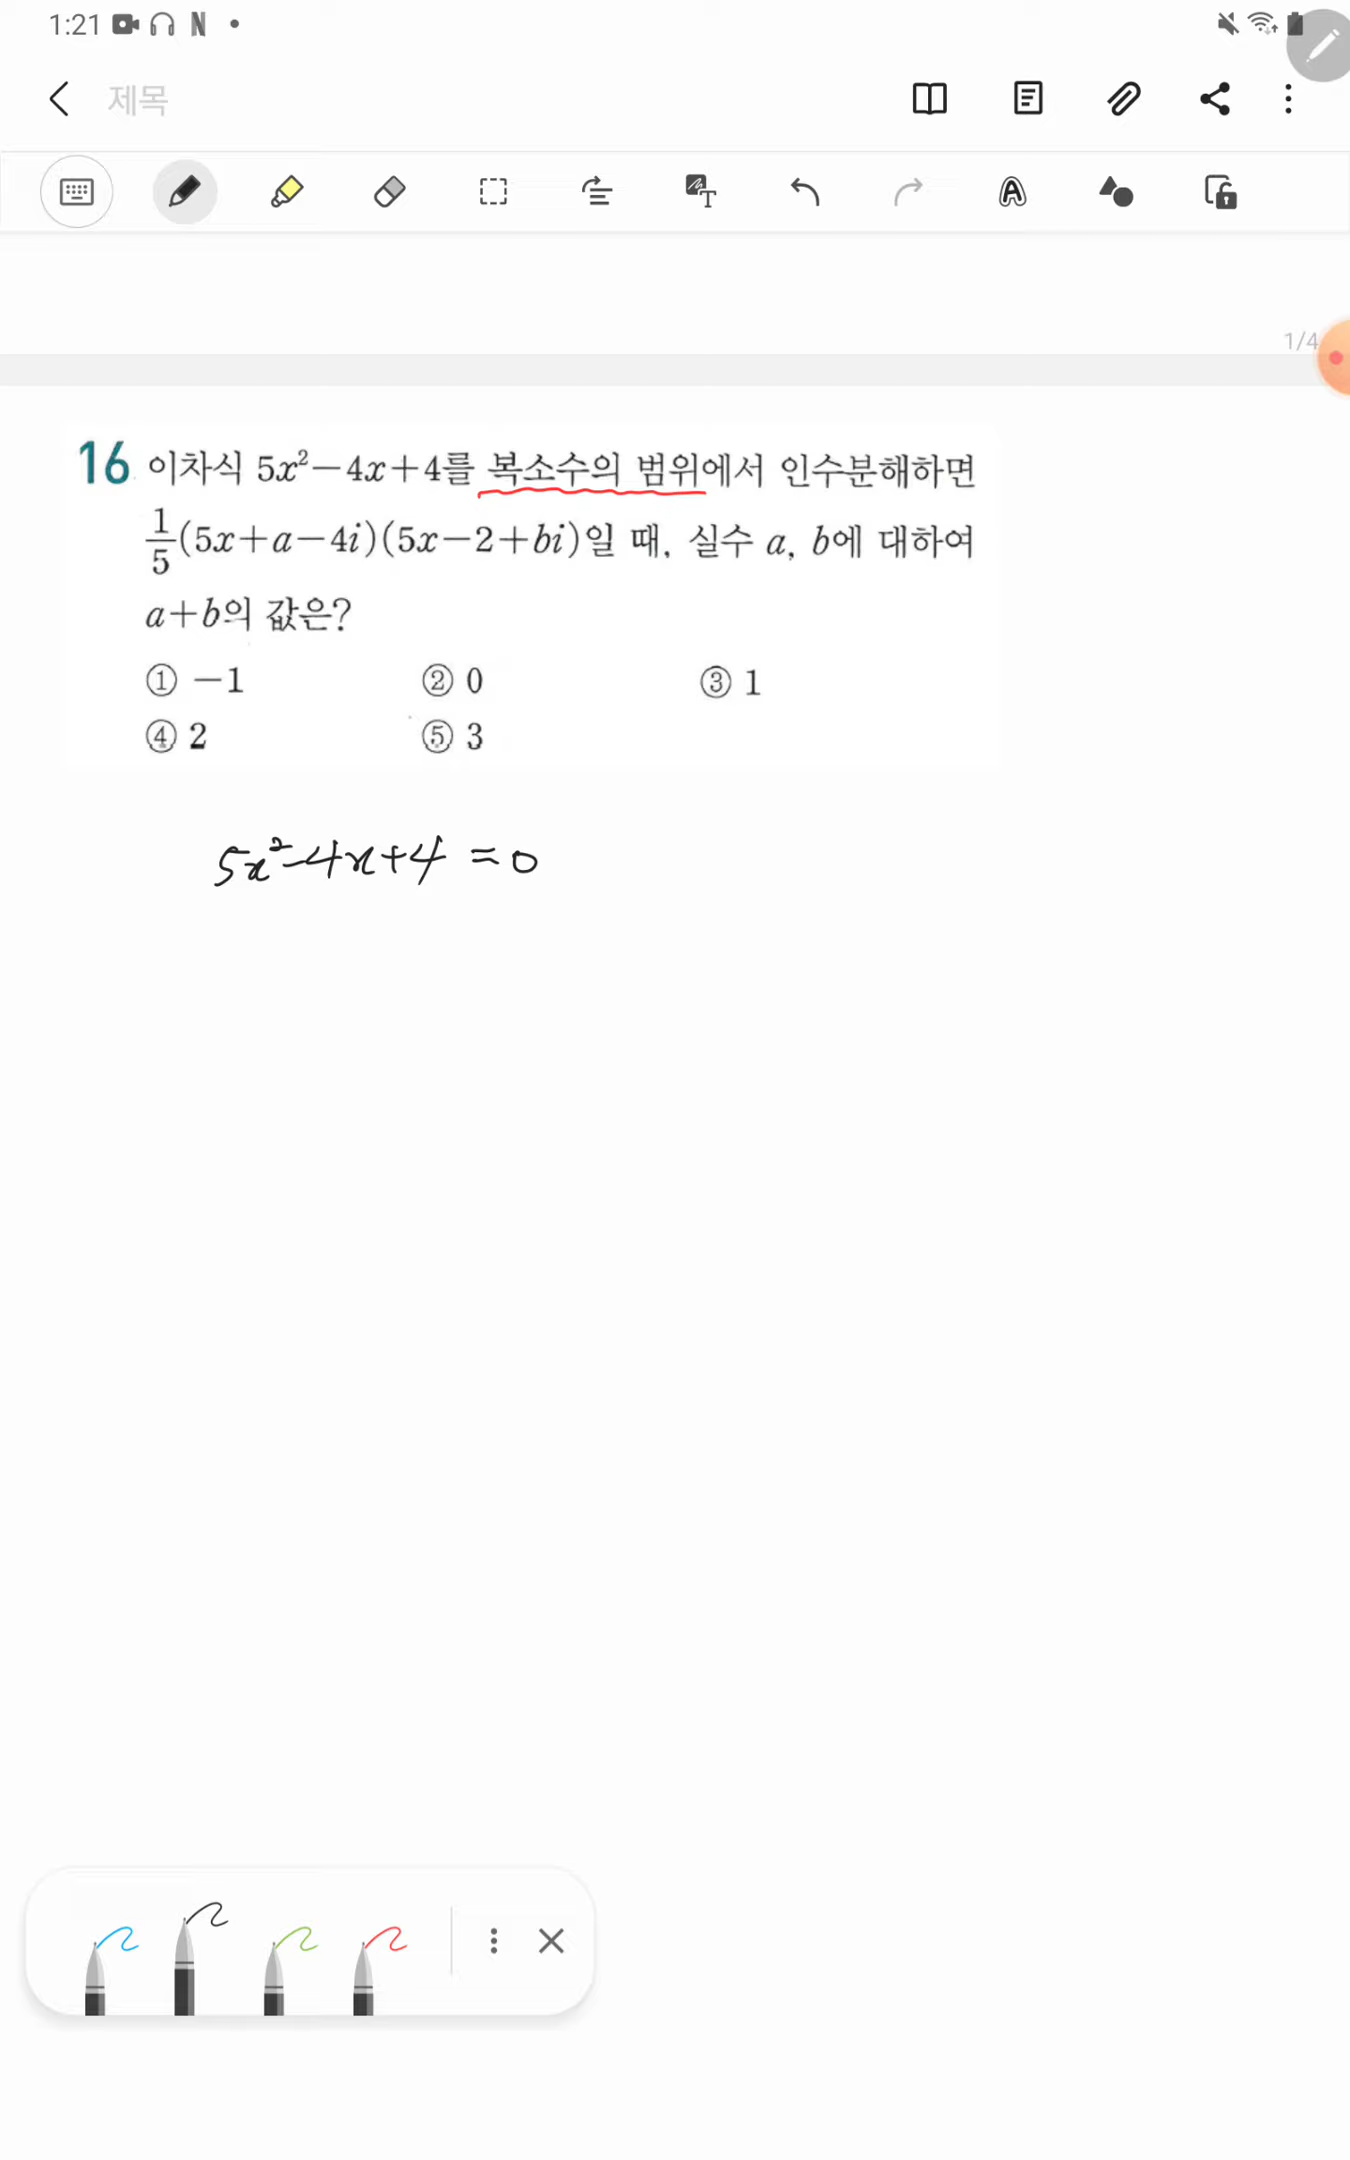 1:21
제목
1/4
16 이차식 5x²−4x+4를 복소수의 범위에서 인수분해하면
1/5(5x+a−4i)(5x−2+bi)일 때, 실수 a, b에 대하여
a+b의 값은?
① −1 ② 0 ③ 1
④ 2 ⑤ 3
5x²−4x+4 =0